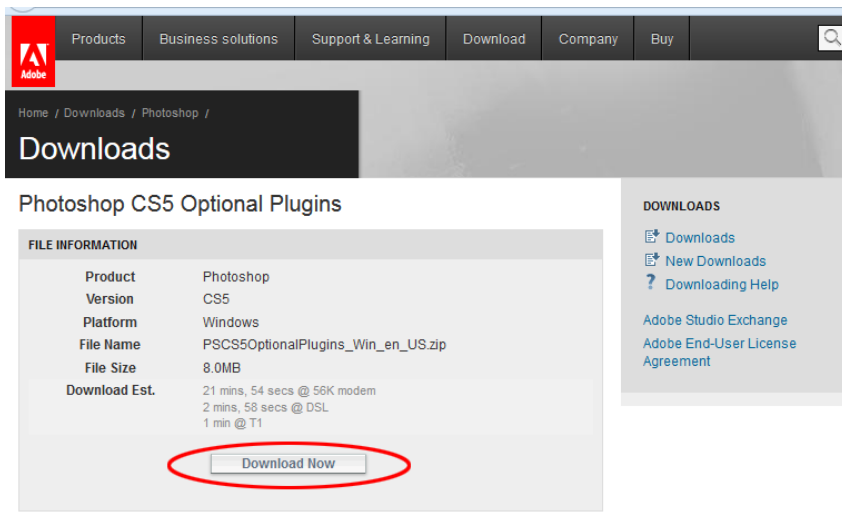 Products Business solutions Support & Learning Download Company Buy
Adobe
Home / Downloads / Photoshop /
Downloads
Photoshop CS5 Optional Plugins
FILE INFORMATION
Product Photoshop
Version CS5
Platform Windows
File Name PSCS5OptionalPlugins_Win_en_US.zip
File Size 8.0MB
Download Est. 21 mins, 54 secs @ 56K modem
2 mins, 58 secs @ DSL
1 min @ T1
Download Now
DOWNLOADS
Downloads
New Downloads
? Downloading Help
Adobe Studio Exchange
Adobe End-User License
Agreement